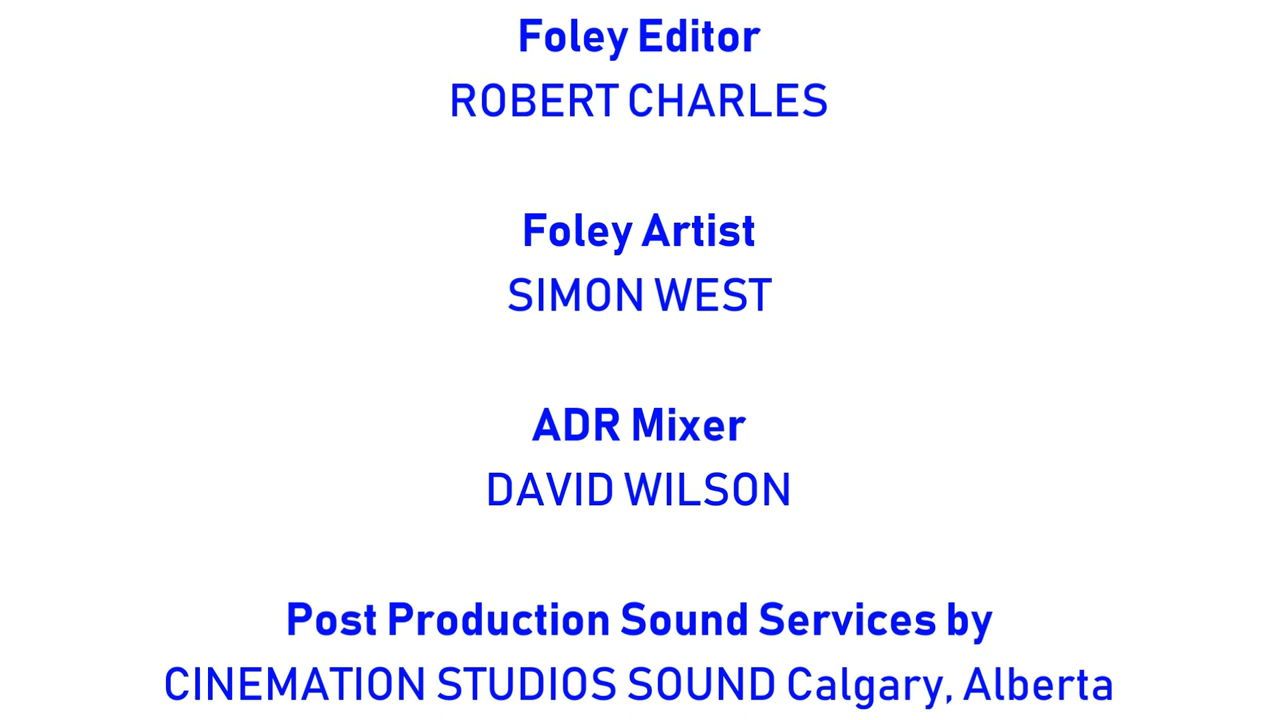 Foley Editor
ROBERT CHARLES
Foley Artist
SIMON WEST
ADR Mixer
DAVID WILSON
Post Production Sound Services by
CINEMATION STUDIOS SOUND Calgary, Alberta